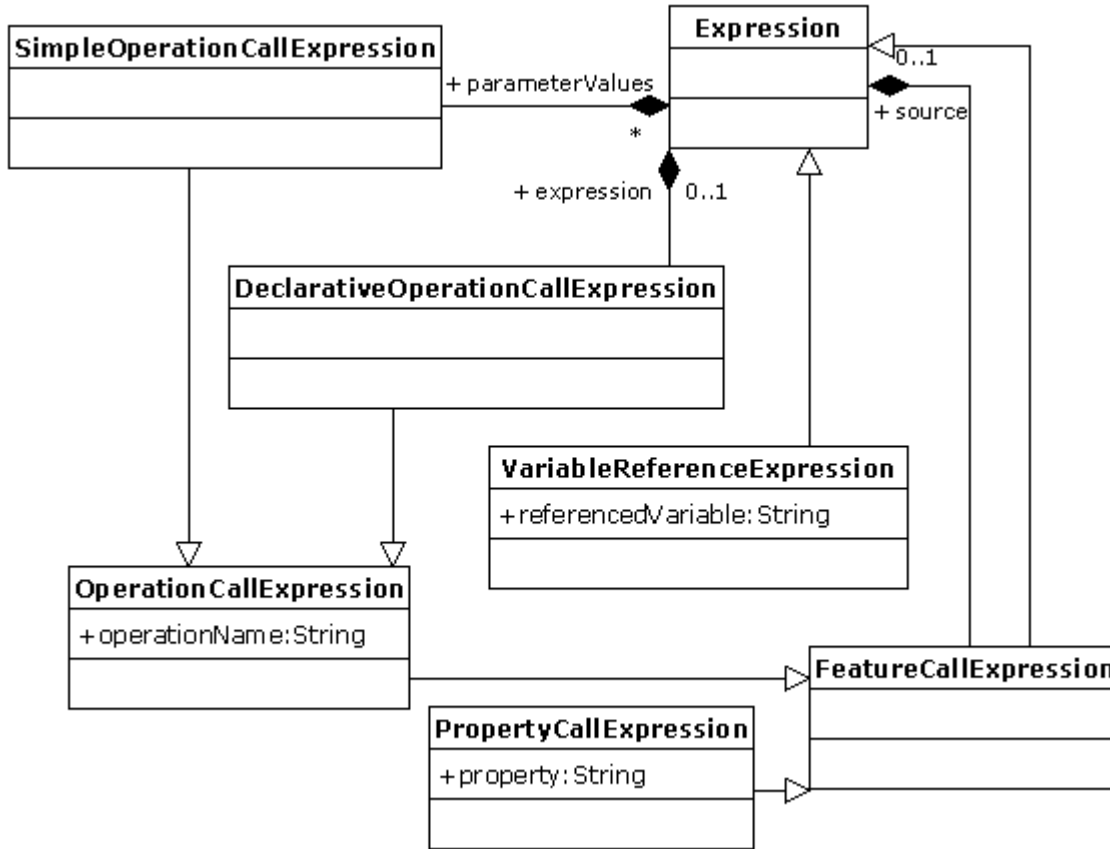 SimpleOperationCallExpression
Expression
0..1
+ parameterValues
*
+ source
+ expression
0..1
DeclarativeOperationCallExpression
VariableReferenceExpression
+referencedVariable:String
OperationCallExpression
+operationName:String
FeatureCallExpression
PropertyCallExpression
+property:String